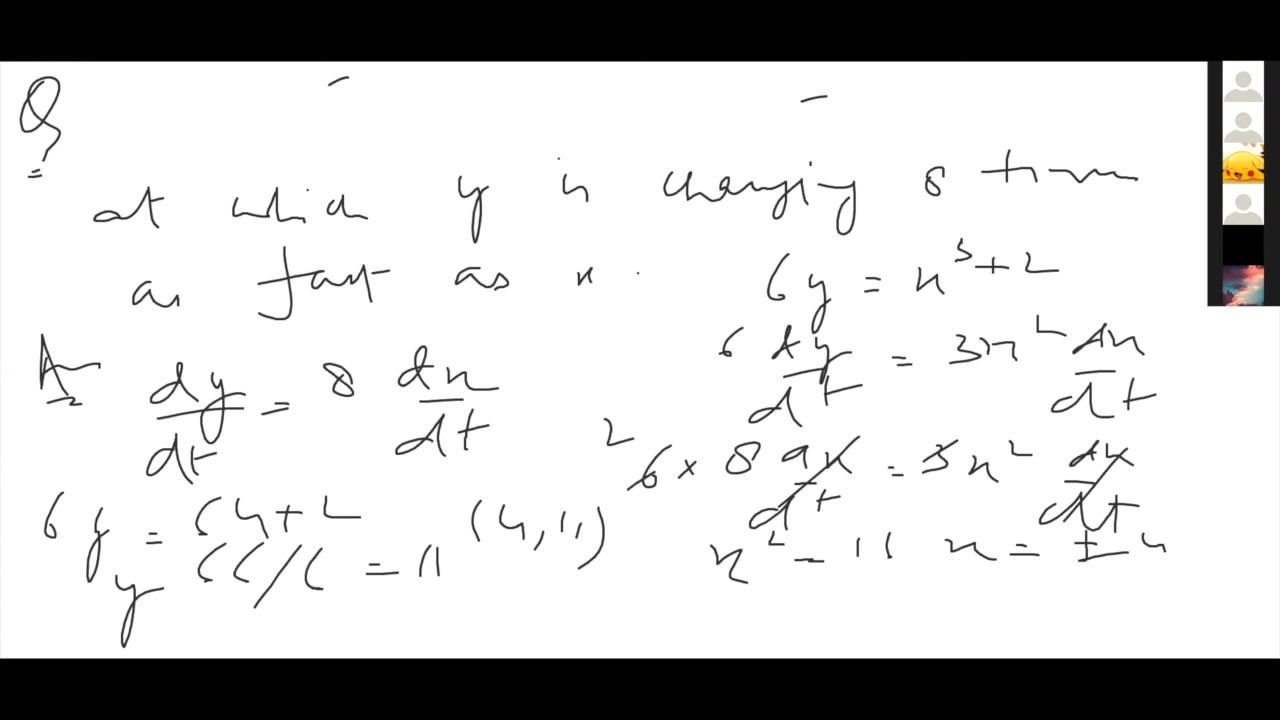 Q
at which y is changing 8 times
as fast as x.
6y = x³ + 2
A dy/dt = 8 dx/dt
6 dy/dt = 3x² dx/dt
2
6 × 8 dx/dt = 3x² dx/dt
x² = 16 x = ± 4
6y = 64 + 2
y 66/6 = 11 (4, 11)